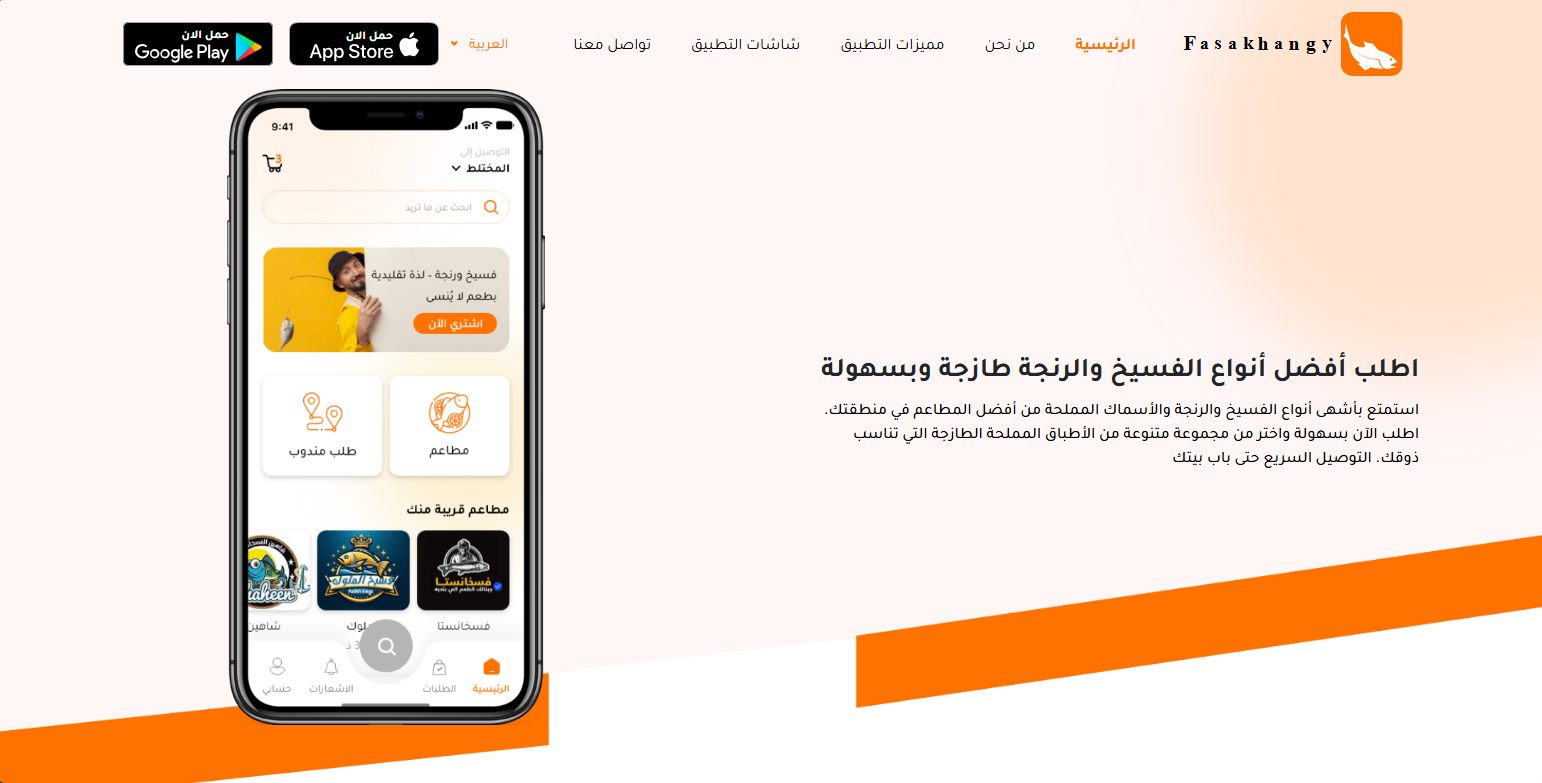 Fasakhangy
الرئيسية
من نحن
مميزات التطبيق
شاشات التطبيق
تواصل معنا
العربية
حمل الان
App Store
حمل الان
Google Play
اطلب أفضل أنواع الفسيخ والرنجة طازجة وبسهولة
استمتع بأشهى أنواع الفسيخ والرنجة والأسماك المملحة من أفضل المطاعم في منطقتك.
اطلب الآن بسهولة واختر من مجموعة متنوعة من الأطباق المملحة الطازجة التي تناسب
ذوقك. التوصيل السريع حتى باب بيتك
9:41
التوصيل إلى
المختلط
3
ابحث عن ما تريد
فسيخ ورنجة - لذة تقليدية
بطعم لا يُنسى
اشتري الآن
مطاعم
طلب مندوب
مطاعم قريبة منك
فسخانستا
فسيخ الملوك
فسخانستا
لوك
شاهين
3 د
الرئيسية
الطلبات
الاشعارات
حسابي